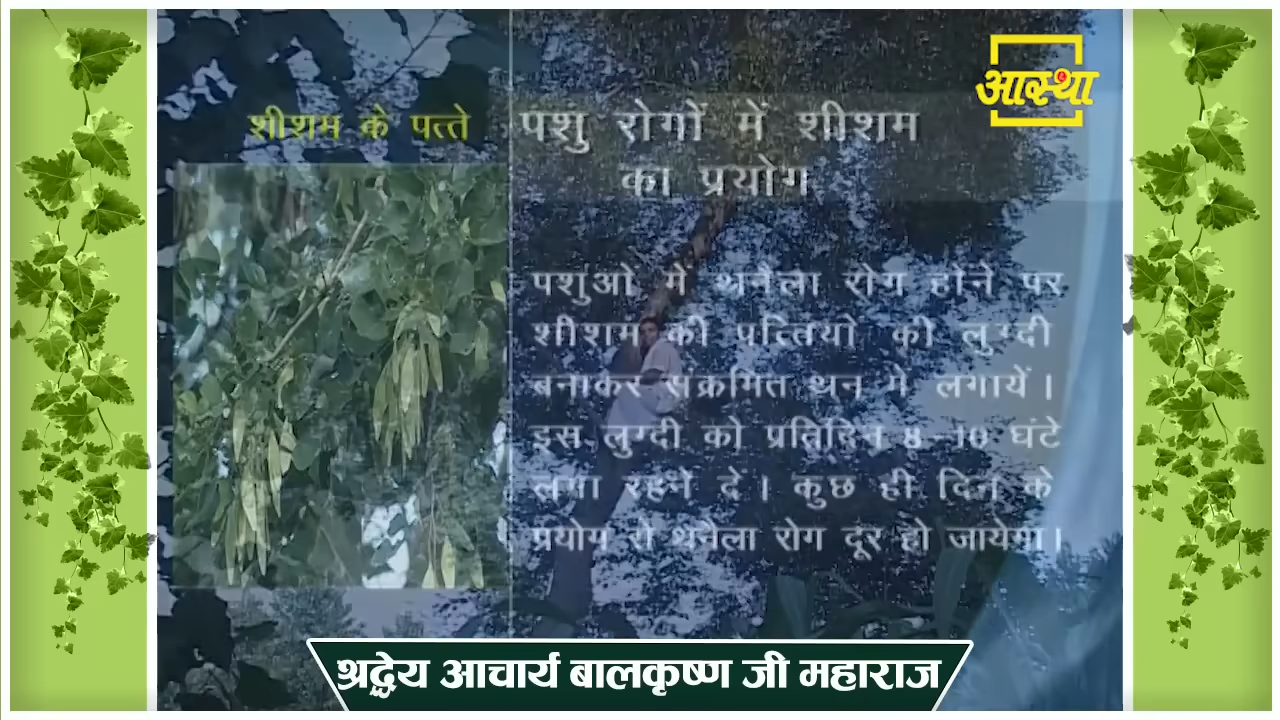 आस्था
शीशम के पत्ते
पशु रोगों में शीशम
का प्रयोग
पशुओं में थनैला रोग होने पर
शीशम की पत्तियों की लुग्दी
बनाकर संक्रमित थन में लगायें।
इस लुग्दी को प्रतिदिन 8-10 घंटे
लगा रहने दें। कुछ ही दिन के
प्रयोग से थनैला रोग दूर हो जायेगा।
श्रद्धेय आचार्य बालकृष्ण जी महाराज